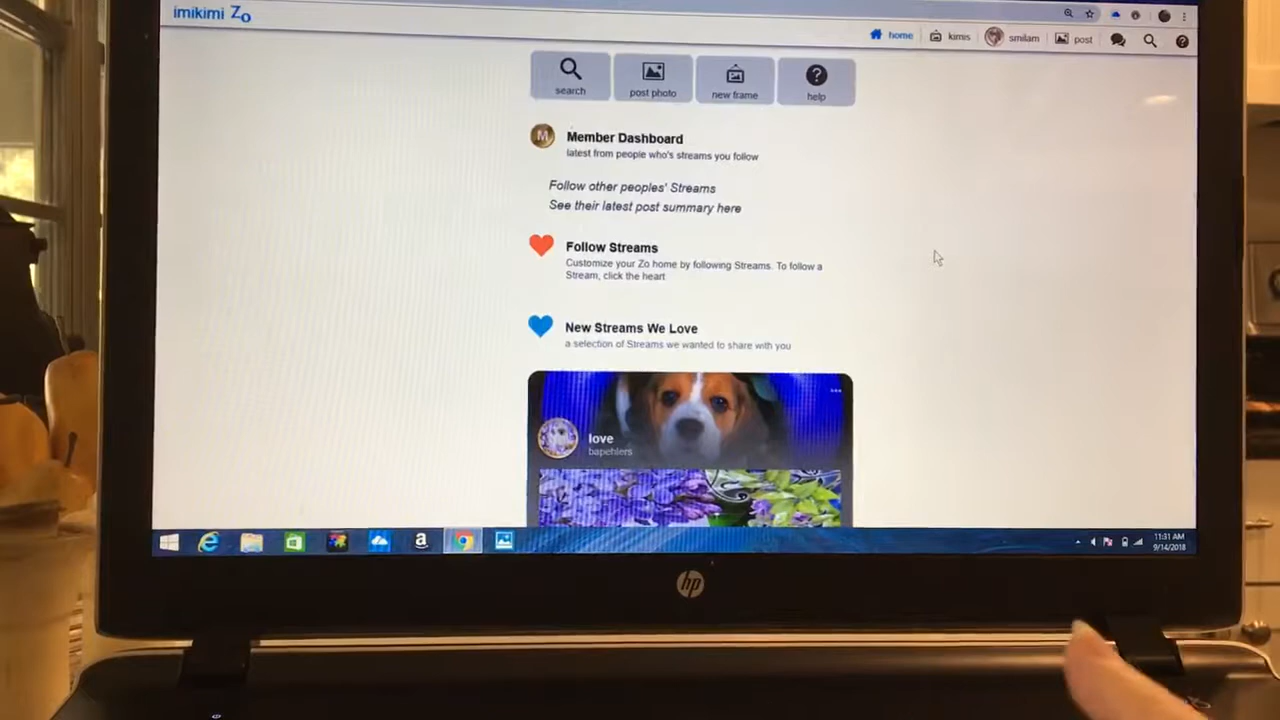 imikimi Zo
home
kimis
smilam
post
search
post photo
new frame
help
M
Member Dashboard
latest from people who's streams you follow
Follow other peoples' Streams
See their latest post summary here
Follow Streams
Customize your Zo home by following Streams. To follow a
Stream, click the heart
New Streams We Love
a selection of Streams we wanted to share with you
love
bapehlers
11:31 AM
9/14/2018
hp